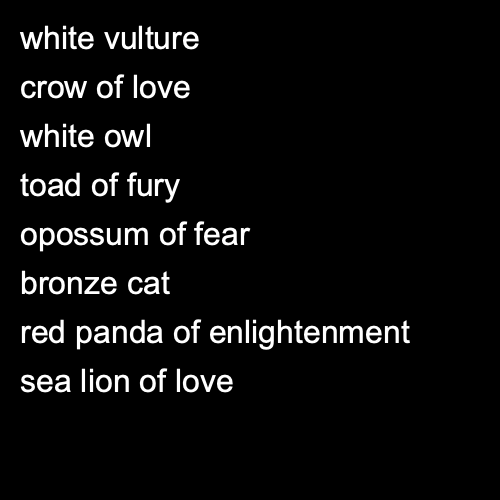 white vulture
crow of love
white owl
toad of fury
opossum of fear
bronze cat
red panda of enlightenment
sea lion of love